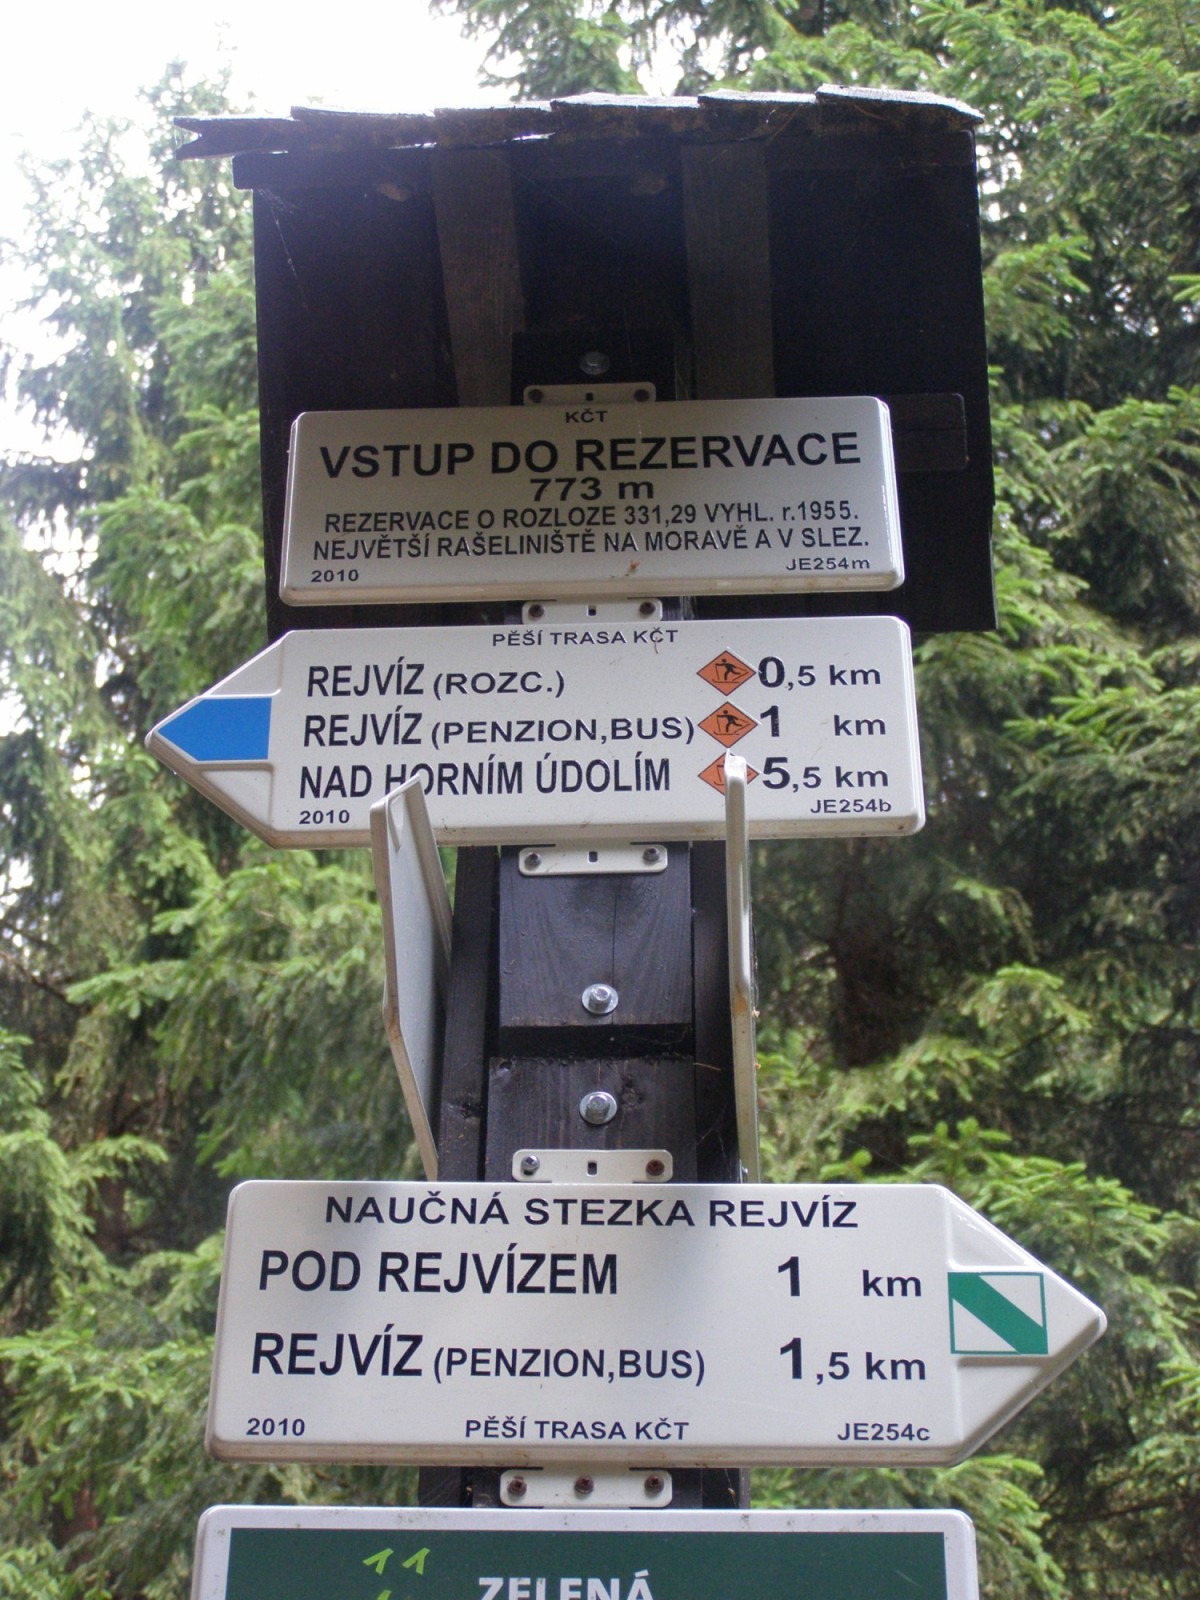 KČT
VSTUP DO REZERVACE
773 m
REZERVACE O ROZLOZE 331,29 VYHL. r.1955.
NEJVĚTŠÍ RAŠELINIŠTĚ NA MORAVĚ A V SLEZ.
2010 JE254m
PĚŠÍ TRASA KČT
REJVÍZ (ROZC.) 0,5 km
REJVÍZ (PENZION,BUS) 1 km
NAD HORNÍM ÚDOLÍM 5,5 km
2010 JE254b
NAUČNÁ STEZKA REJVÍZ
POD REJVÍZEM 1 km
REJVÍZ (PENZION,BUS) 1,5 km
2010 PĚŠÍ TRASA KČT JE254c
ZELENÁ